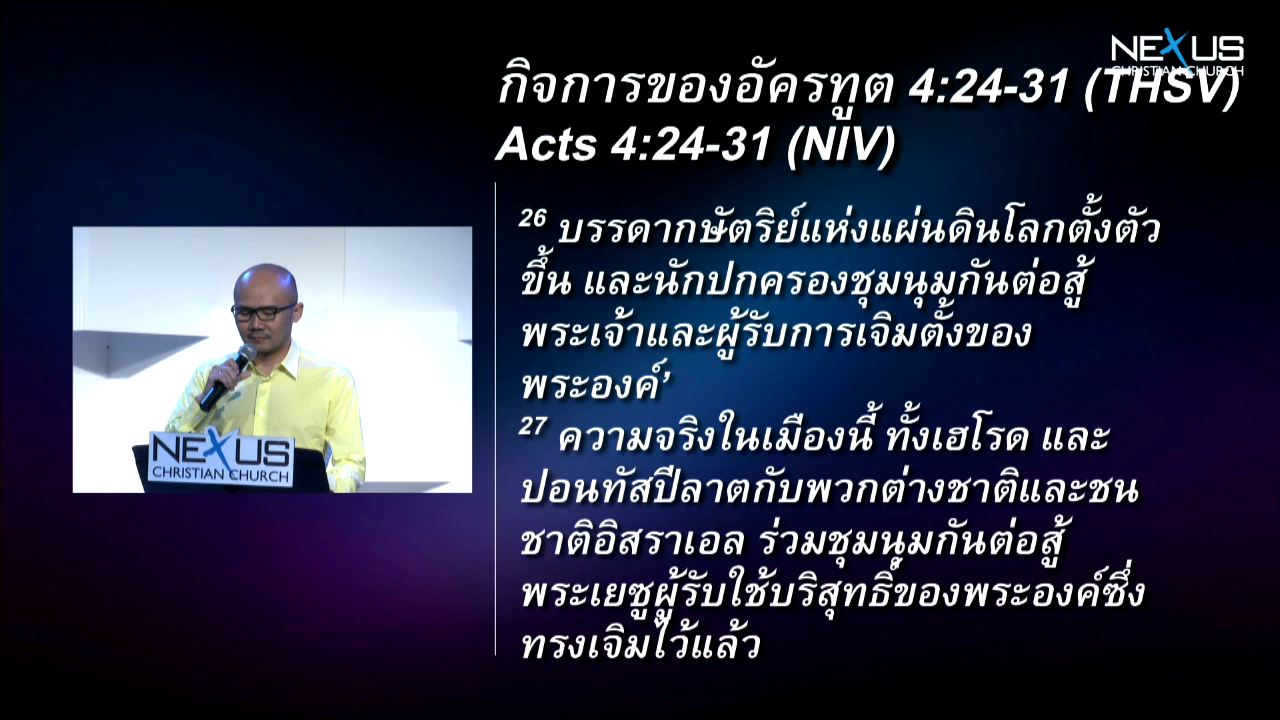 NEXUS
CHRISTIAN CHURCH
กิจการของอัครทูต 4:24-31 (THSV)
Acts 4:24-31 (NIV)
26 บรรดากษัตริย์แห่งแผ่นดินโลกตั้งตัว
ขึ้น และนักปกครองชุมนุมกันต่อสู้
พระเจ้าและผู้รับการเจิมตั้งของ
พระองค์’
27 ความจริงในเมืองนี้ ทั้งเฮโรด และ
ปอนทัสปีลาตกับพวกต่างชาติและชน
ชาติอิสราเอล ร่วมชุมนุมกันต่อสู้
พระเยซูผู้รับใช้บริสุทธิ์ของพระองค์ซึ่ง
ทรงเจิมไว้แล้ว
NEXUS
CHRISTIAN CHURCH